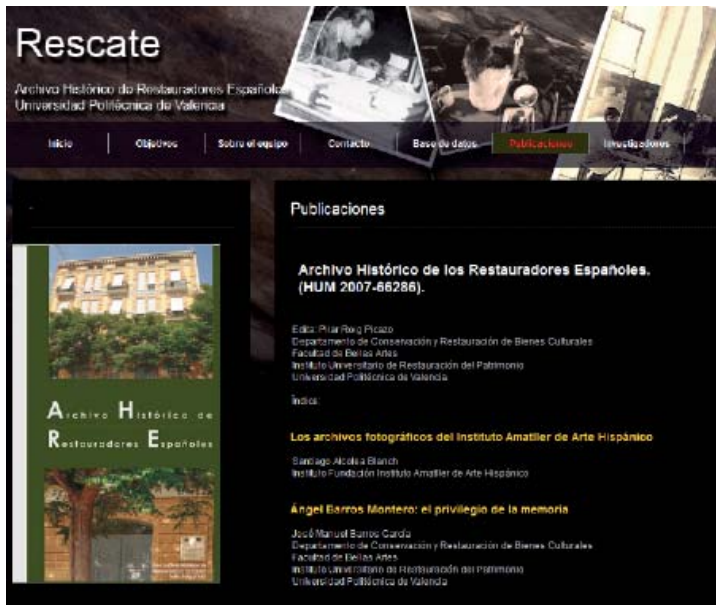 Rescate
Archivo Histórico de Restauradores Españoles
Universidad Politécnica de Valencia
Inicio
Objetivos
Sobre el equipo
Contacto
Base de datos
Publicaciones
Investigadores
Archivo Histórico de
Restauradores Españoles
Publicaciones
Archivo Histórico de los Restauradores Españoles.
(HUM 2007-66286).
Edita: Pilar Roig Picazo
Departamento de Conservación y Restauración de Bienes Culturales
Facultad de Bellas Artes
Instituto Universitario de Restauración del Patrimonio
Universidad Politécnica de Valencia
Índice:
Los archivos fotográficos del Instituto Amatller de Arte Hispánico
Santiago Alcolea Blanch
Instituto Fundación Instituto Amatller de Arte Hispánico
Ángel Barros Montero: el privilegio de la memoria
José Manuel Barros García
Departamento de Conservación y Restauración de Bienes Culturales
Facultad de Bellas Artes
Instituto Universitario de Restauración del Patrimonio
Universidad Politécnica de Valencia